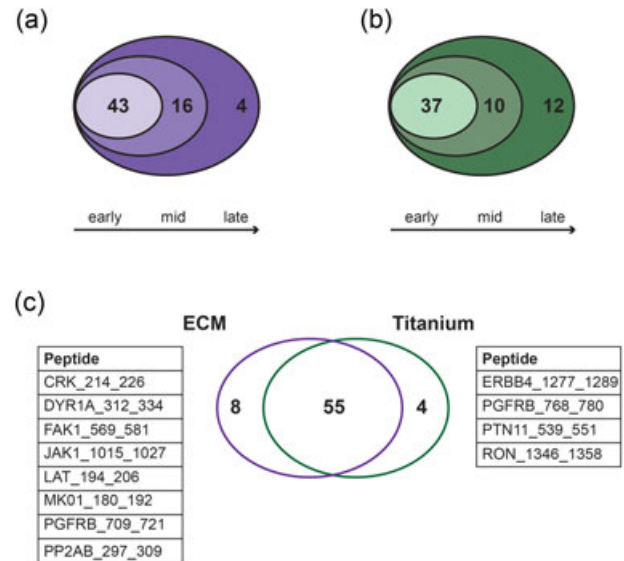 (a)
43 16 4
early mid late
(b)
37 10 12
early mid late
(c)
ECM Titanium
Peptide
CRK_214_226
DYR1A_312_334
FAK1_569_581
JAK1_1015_1027
LAT_194_206
MK01_180_192
PGFRB_709_721
PP2AB_297_309
8 55 4
Peptide
ERBB4_1277_1289
PGFRB_768_780
PTN11_539_551
RON_1346_1358